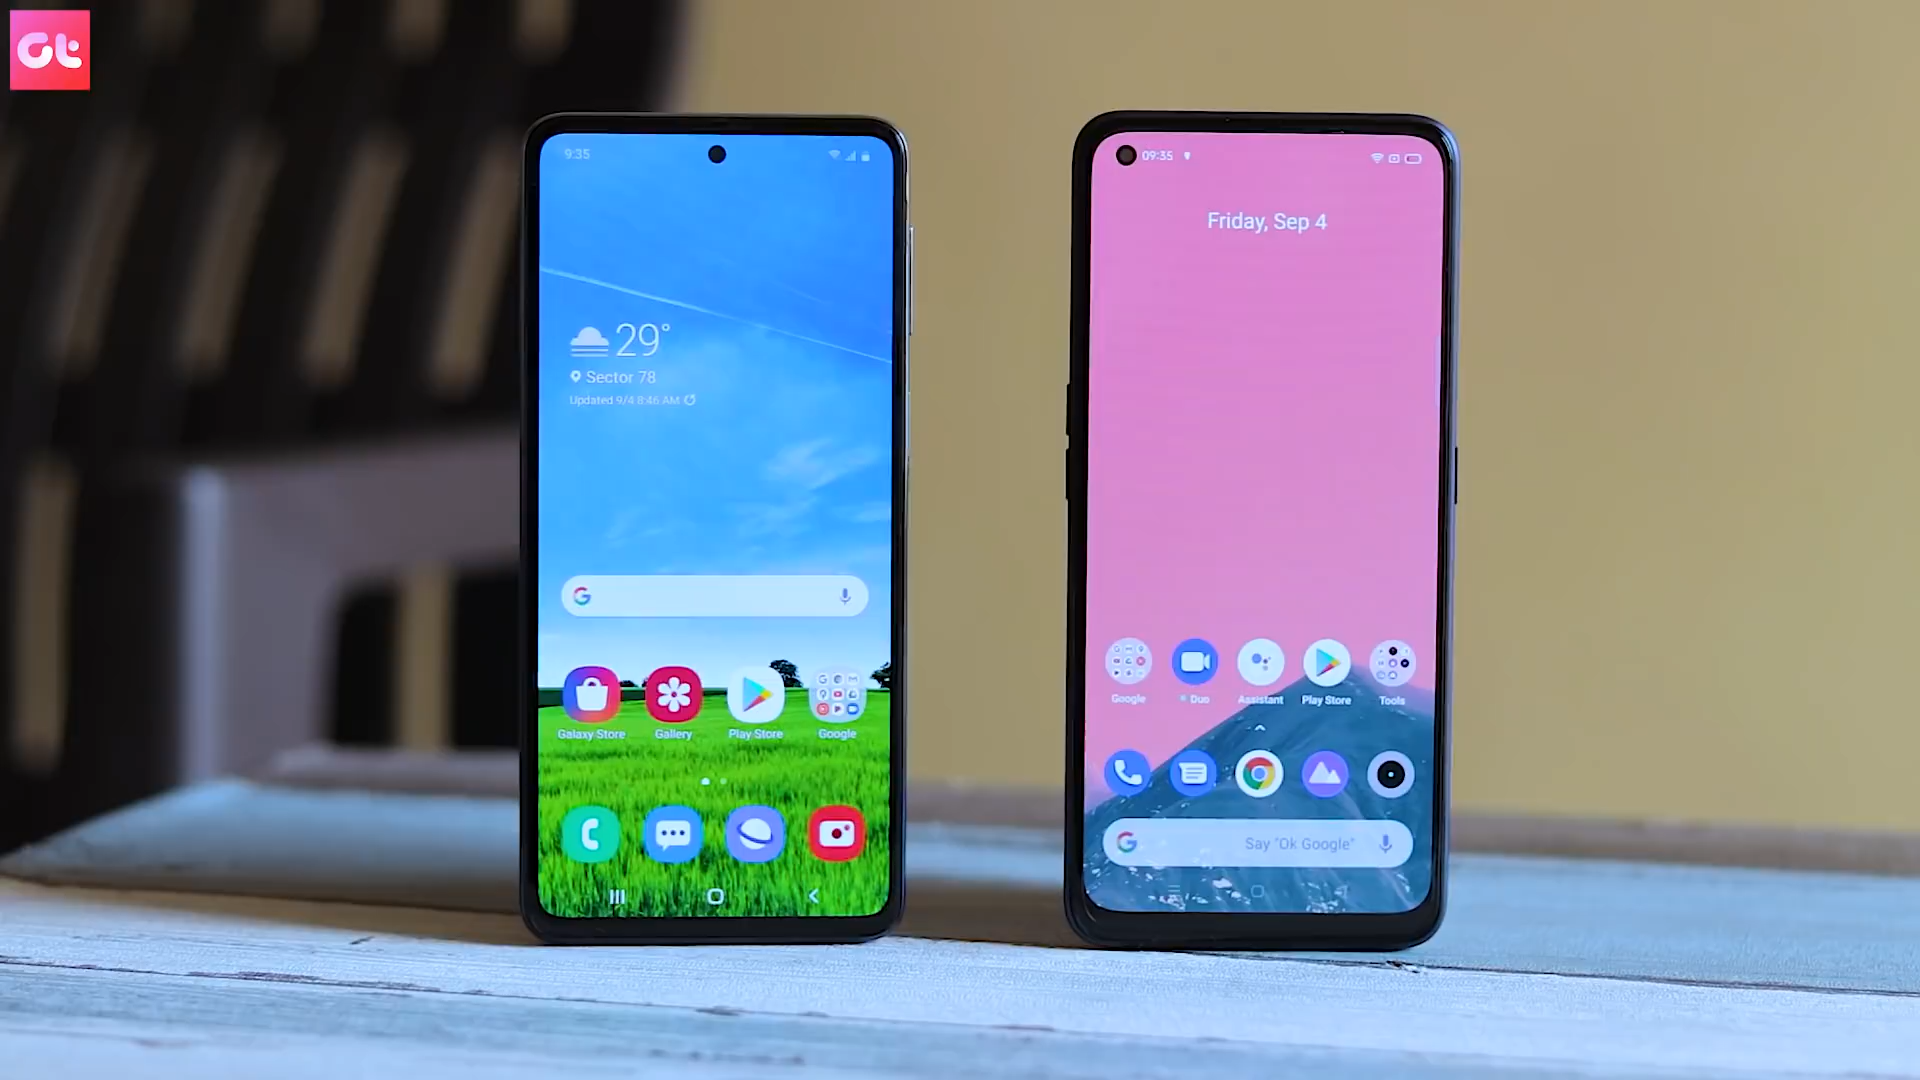 Gt
9:35
29°
Sector 78
Updated 9/4 8:46 AM
Galaxy Store
Gallery
Play Store
Google
09:35
Friday, Sep 4
Google
Duo
Assistant
Play Store
Tools
Say "Ok Google"